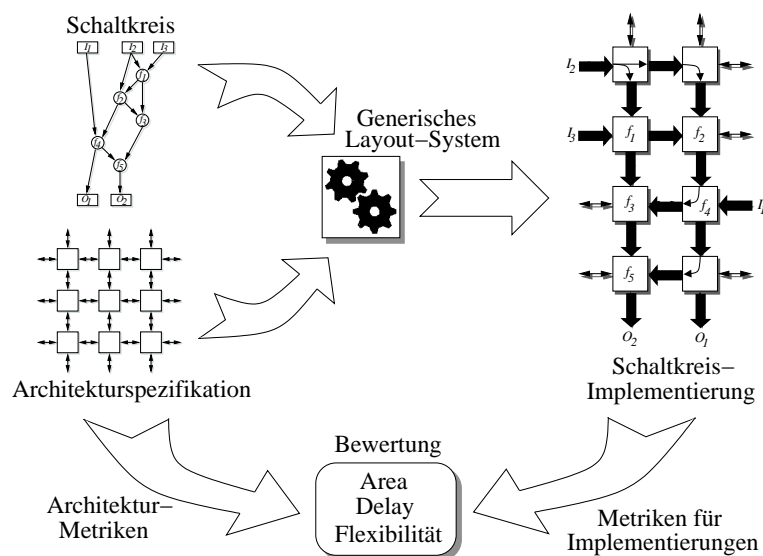 Schaltkreis
I1 I2 I3
f1
f2
f3
f4
f5
O1 O2
Generisches
Layout–System
I2
I3 f1 f2
f3 f4 I1
f5
O2 O1
Architekturspezifikation
Schaltkreis–
Implementierung
Bewertung
Area
Delay
Flexibilität
Architektur–
Metriken
Metriken für
Implementierungen